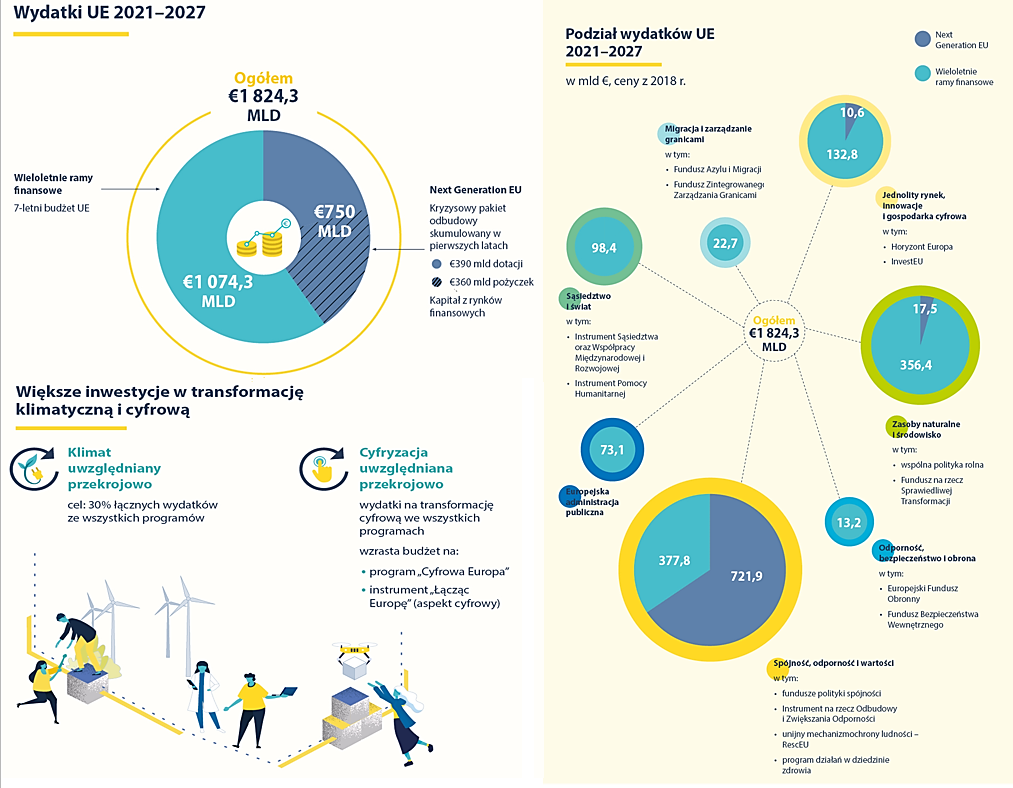 Wydatki UE 2021–2027
Ogółem
€1 824,3
MLD
Wieloletnie ramy
finansowe
7-letni budżet UE
€750
MLD
€1 074,3
MLD
Next Generation EU
Kryzysowy pakiet
odbudowy
skumulowany w
pierwszych latach
€390 mld dotacji
€360 mld pożyczek
Kapitał z rynków
finansowych
Większe inwestycje w transformację
klimatyczną i cyfrową
Klimat
uwzględniany
przekrojowo
cel: 30% łącznych wydatków
ze wszystkich programów
Cyfryzacja
uwzględniana
przekrojowo
wydatki na transformację
cyfrową we wszystkich
programach
wzrasta budżet na:
• program „Cyfrowa Europa”
• instrument „Łącząc
Europę” (aspekt cyfrowy)
Podział wydatków UE
2021–2027
w mld €, ceny z 2018 r.
Next
Generation EU
Wieloletnie
ramy finansowe
10,6
132,8
Jednolity rynek,
innowacje
i gospodarka cyfrowa
w tym:
• Horyzont Europa
• InvestEU
Migracja i zarządzanie
granicami
w tym:
• Fundusz Azylu i Migracji
• Fundusz Zintegrowanego
Zarządzania Granicami
22,7
98,4
Sąsiedztwo
i świat
w tym:
• Instrument Sąsiedztwa
oraz Współpracy
Międzynarodowej i
Rozwojowej
• Instrument Pomocy
Humanitarnej
Ogółem
€1 824,3
MLD
17,5
356,4
Zasoby naturalne
i środowisko
w tym:
• wspólna polityka rolna
• Fundusz na rzecz
Sprawiedliwej
Transformacji
73,1
Europejska
administracja
publiczna
13,2
Odporność,
bezpieczeństwo i obrona
w tym:
• Europejski Fundusz
Obronny
• Fundusz Bezpieczeństwa
Wewnętrznego
377,8
721,9
Spójność, odporność i wartości
w tym:
• fundusze polityki spójności
• Instrument na rzecz Odbudowy
i Zwiększania Odporności
• unijny mechanizmochrony ludności –
RescEU
• program działań w dziedzinie
zdrowia